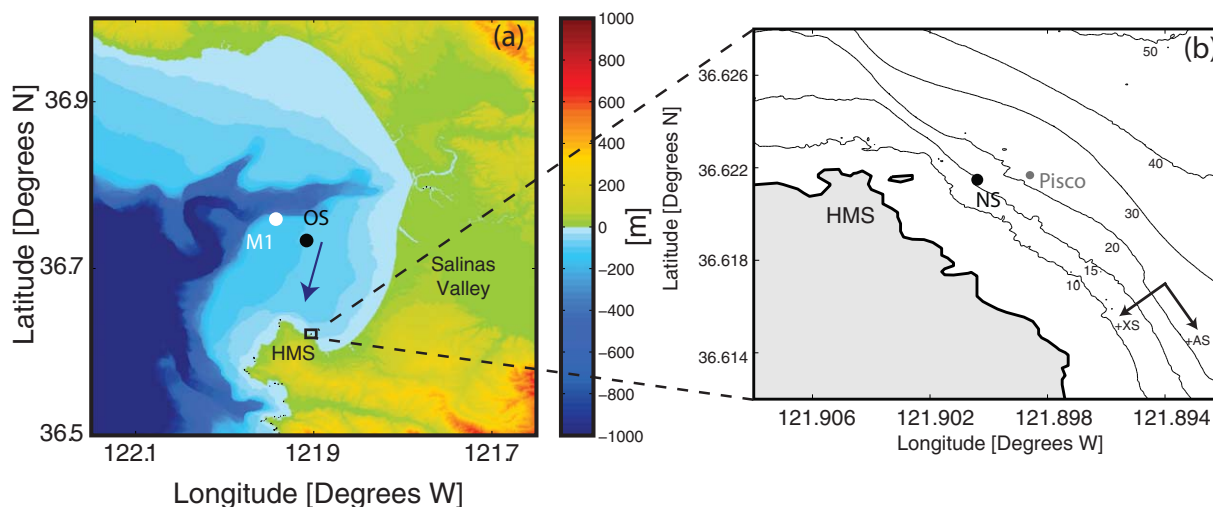 (a)
36.9
36.7
36.5
Latitude [Degrees N]
122.1
121.9
121.7
Longitude [Degrees W]
OS
M1
Salinas
Valley
HMS
1000
800
600
400
200
0
−200
−400
−600
−800
−1000
[m]
(b)
36.626
36.622
36.618
36.614
Latitude [Degrees N]
50
40
30
20
15
10
Pisco
NS
HMS
+XS
+AS
121.906
121.902
121.898
121.894
Longitude [Degrees W]